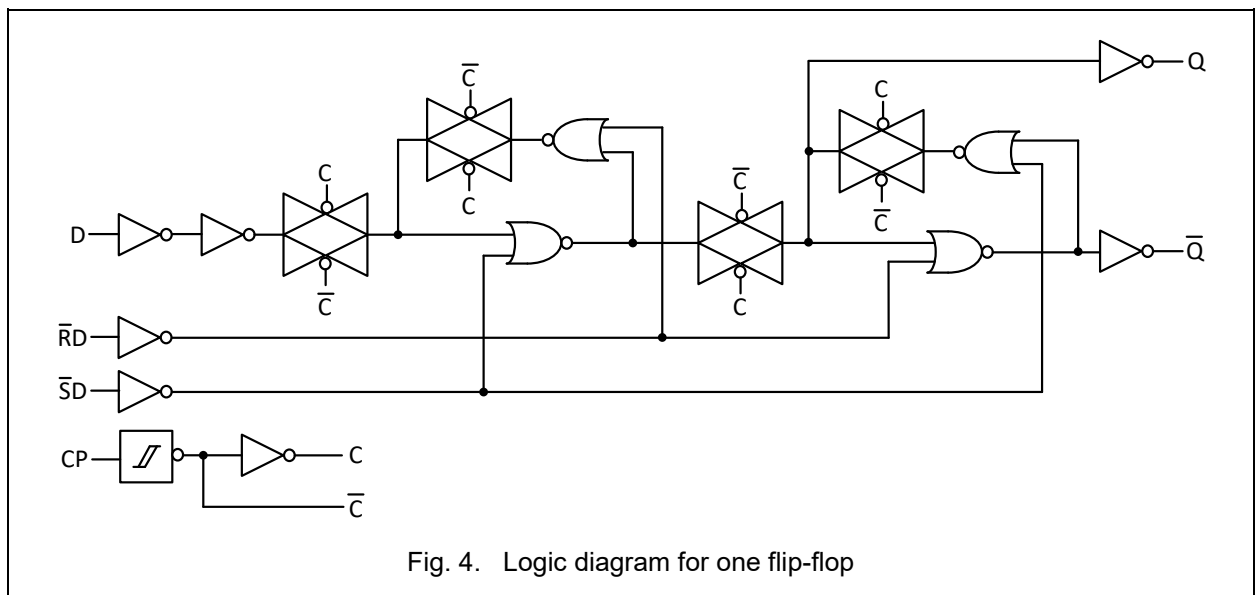 Q
C̅
C
C
C
C̅
D
C̅
C̅
Q̅
C
R̅D
S̅D
CP
C
C̅
Fig. 4. Logic diagram for one flip-flop